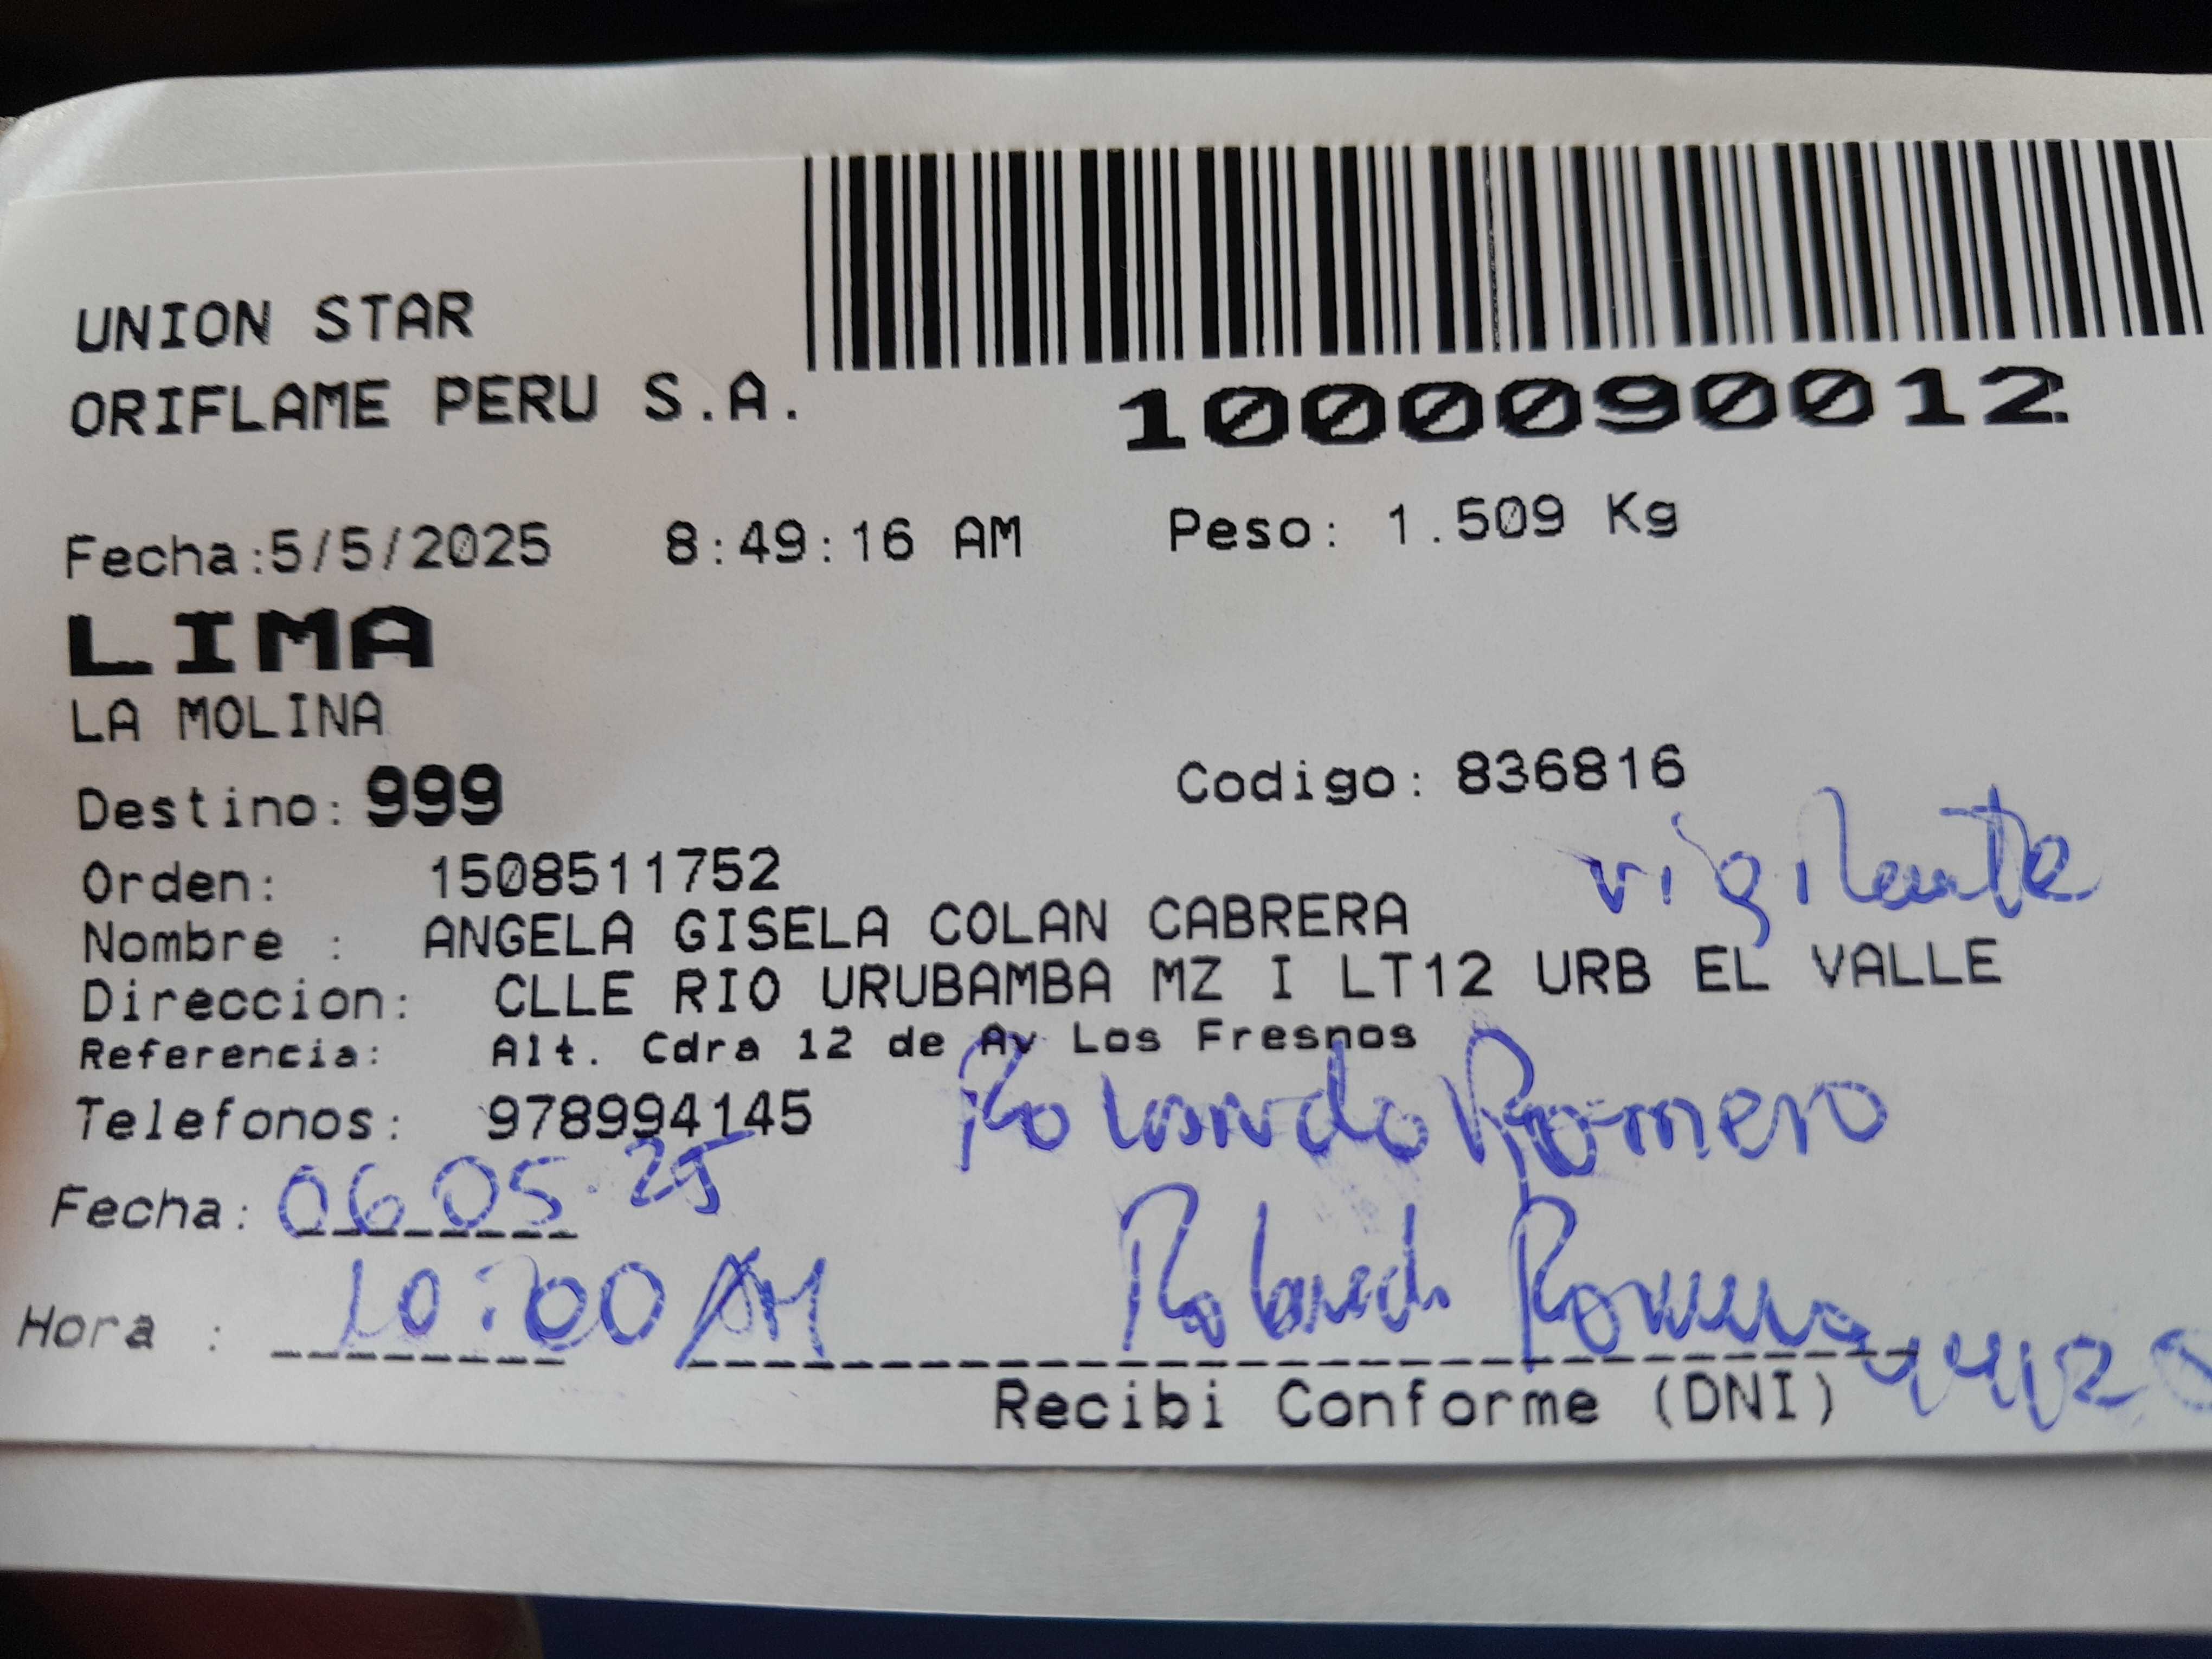 UNION STAR
ORIFLAME PERU S.A.
1000090012
Fecha:5/5/2025 8:49:16 AM Peso: 1.509 Kg
LIMA
LA MOLINA
Destino: 999 Codigo: 836816
vigilante
Orden: 1508511752
Nombre : ANGELA GISELA COLAN CABRERA
Direccion: CLLE RIO URUBAMBA MZ I LT12 URB EL VALLE
Referencia: Alt. Cdra 12 de Av Los Fresnos
Telefonos: 978994145
Rolando Romero
Fecha: 06 05.25
Rolando Romero
Hora : 10:00 AM
Recibi Conforme (DNI)